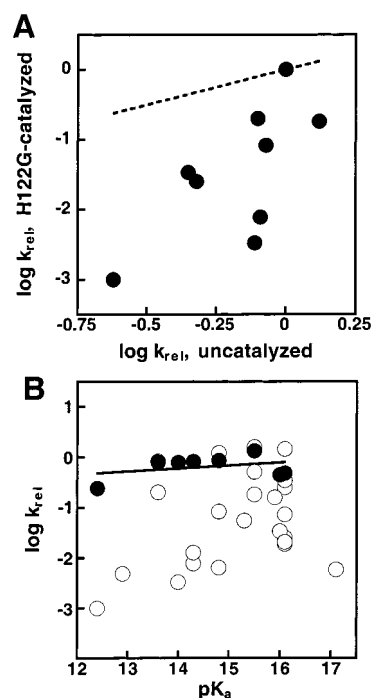 A
log k_rel, H122G-catalyzed
0
-1
-2
-3
-0.75 -0.5 -0.25 0 0.25
log k_rel, uncatalyzed
B
log k_rel
1
0
-1
-2
-3
12 13 14 15 16 17
pK_a